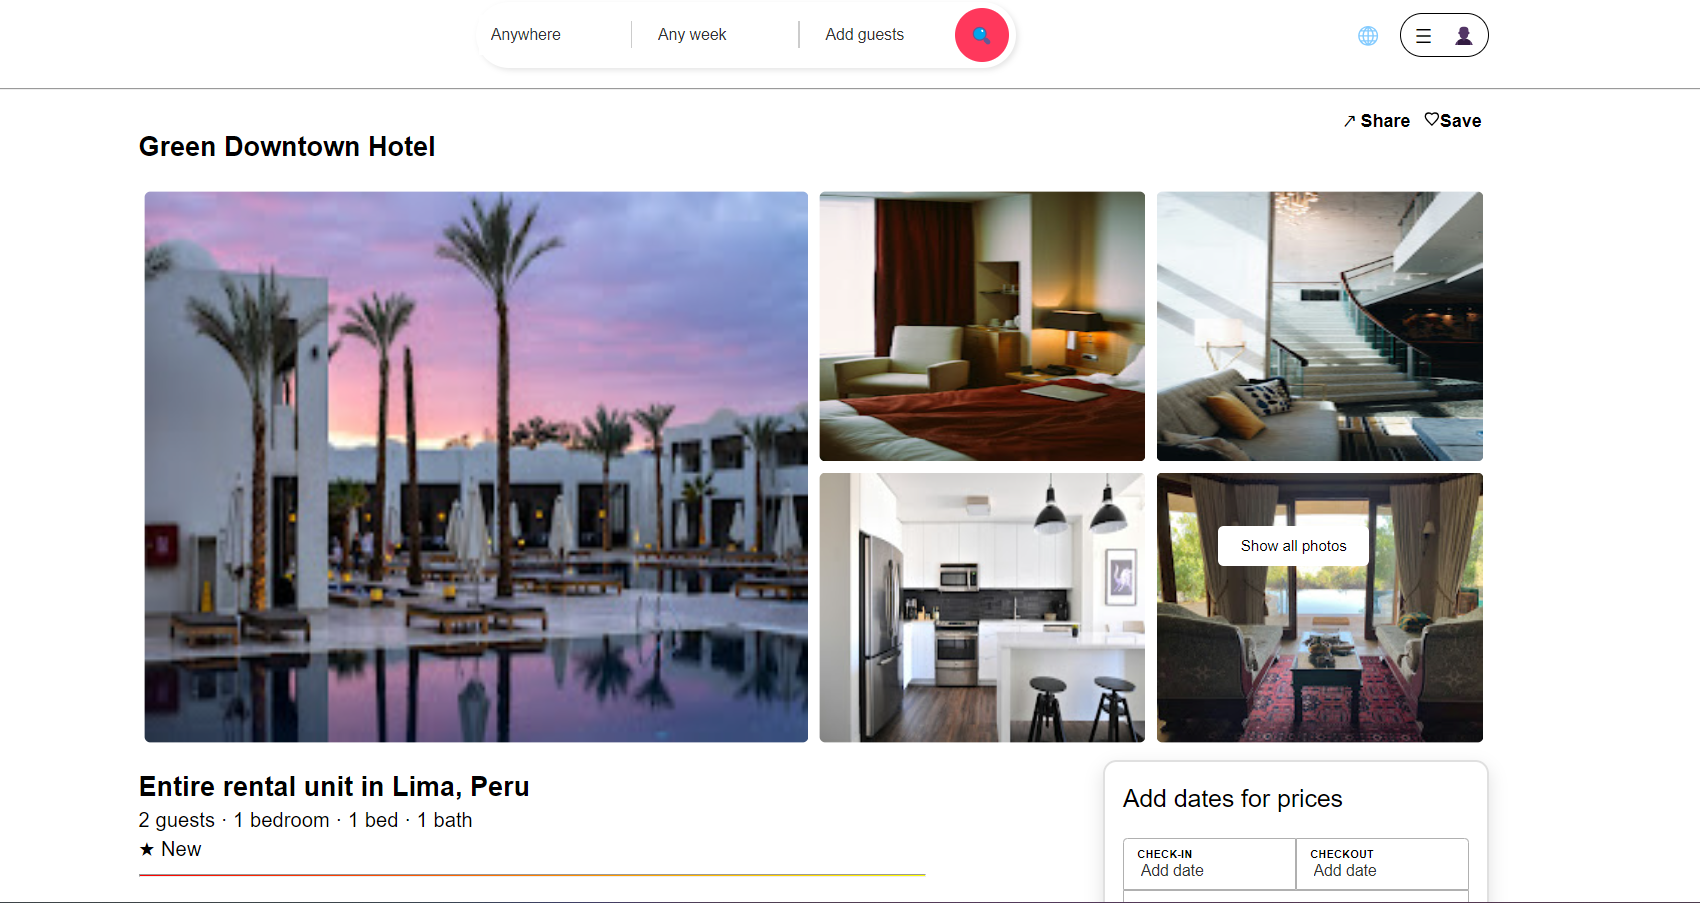 Anywhere
Any week
Add guests
Share
Save
Green Downtown Hotel
Show all photos
Entire rental unit in Lima, Peru
2 guests · 1 bedroom · 1 bed · 1 bath
★ New
Add dates for prices
CHECK-IN
Add date
CHECKOUT
Add date